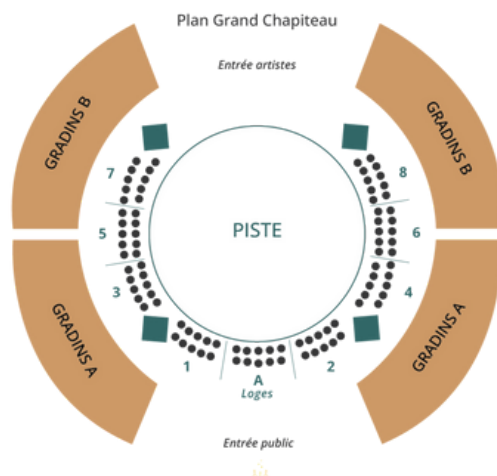 Plan Grand Chapiteau
Entrée artistes
GRADINS B
GRADINS B
7
8
5
PISTE
6
3
4
GRADINS A
GRADINS A
1
A
2
Loges
Entrée public